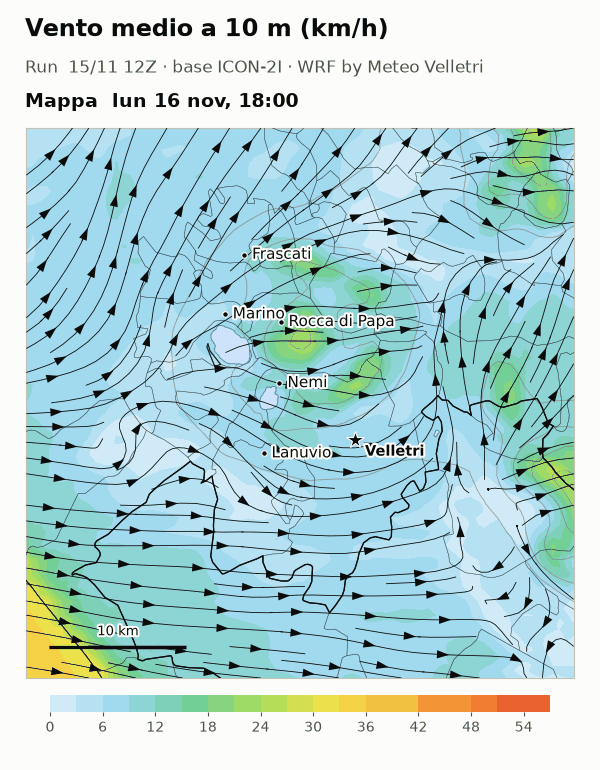 Vento medio a 10 m (km/h)
Run 15/11 12Z · base ICON-2I · WRF by Meteo Velletri
Mappa lun 16 nov, 18:00
Frascati
Marino
Rocca di Papa
Nemi
Velletri
Lanuvio
10 km
0 6 12 18 24 30 36 42 48 54